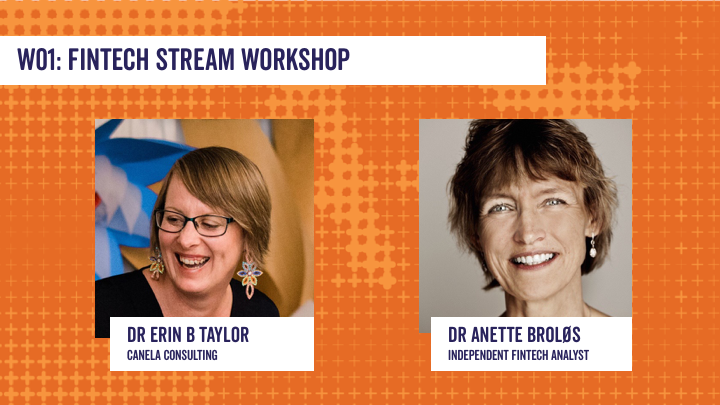 W01: FINTECH STREAM WORKSHOP
DR ERIN B TAYLOR
CANELA CONSULTING
DR ANETTE BROLØS
INDEPENDENT FINTECH ANALYST